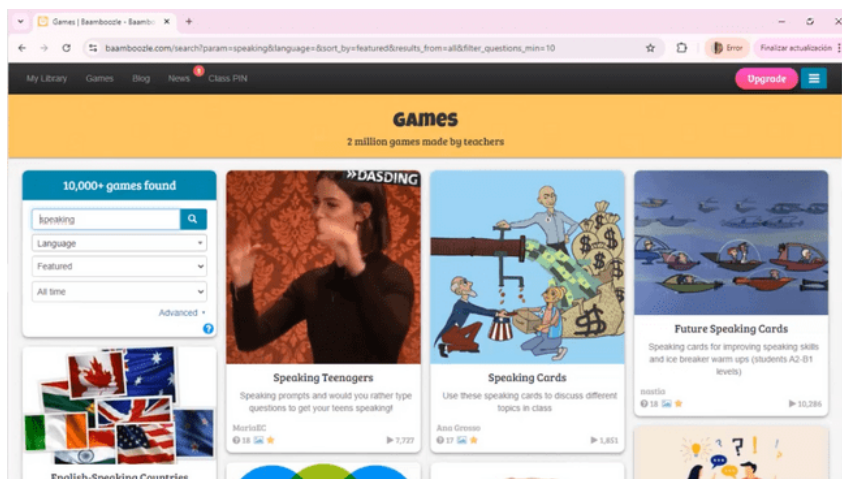 Games | Baamboozle - Baambo
baamboozle.com/search?param=speaking&language=&sort_by=featured&results_from=all&filter_questions_min=10
Error
Finalizar actualización
My Library
Games
Blog
News
Class PIN
Upgrade
Games
2 million games made by teachers
10,000+ games found
speaking
Language
Featured
All time
Advanced
?
English-Speaking Countries
»DASDING
Speaking Teenagers
Speaking prompts and would you rather type
questions to get your teens speaking!
MariaEC
18
7,727
Speaking Cards
Use these speaking cards to discuss different
topics in class
Ana Grosso
17
1,851
Future Speaking Cards
Speaking cards for improving speaking skills
and ice breaker warm ups (students A2-B1
levels)
nastia
18
10,286